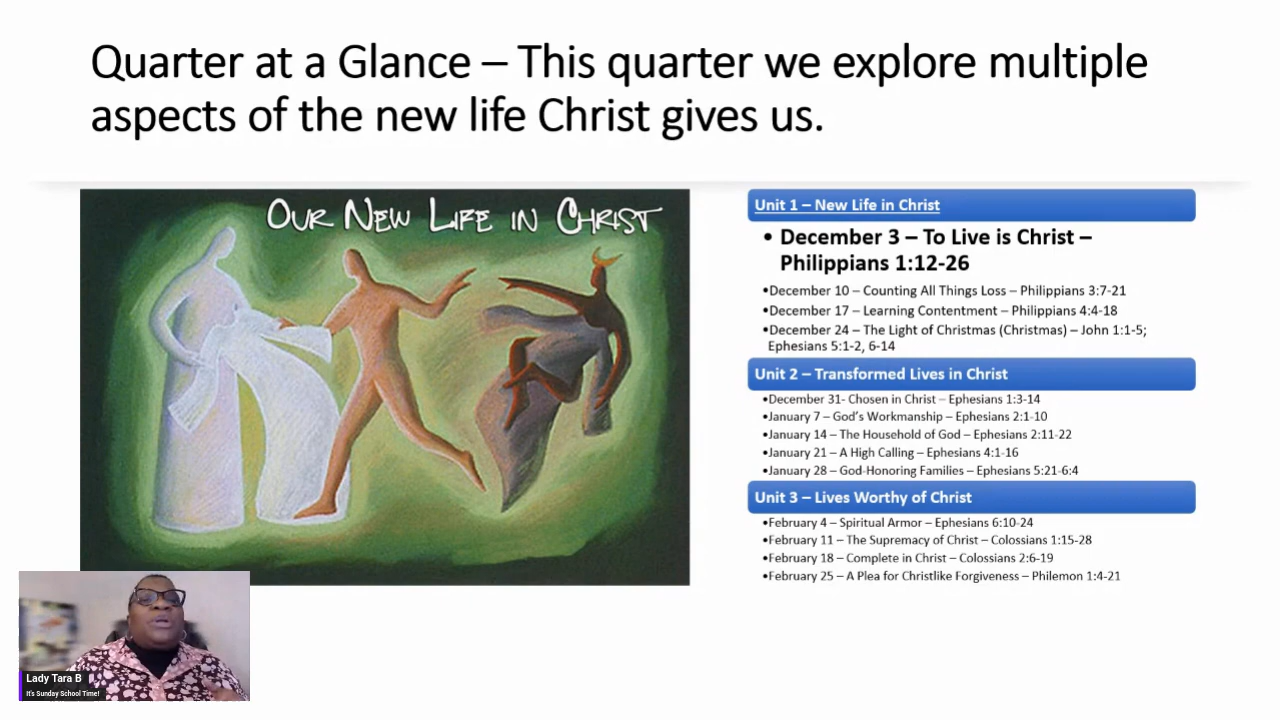 Quarter at a Glance – This quarter we explore multiple
aspects of the new life Christ gives us.
OUR NEW LIFE IN CHRIST
Unit 1 – New Life in Christ
• December 3 – To Live is Christ –
Philippians 1:12-26
•December 10 – Counting All Things Loss – Philippians 3:7-21
•December 17 – Learning Contentment – Philippians 4:4-18
•December 24 – The Light of Christmas (Christmas) – John 1:1-5;
Ephesians 5:1-2, 6-14
Unit 2 – Transformed Lives in Christ
•December 31- Chosen in Christ – Ephesians 1:3-14
•January 7 – God's Workmanship – Ephesians 2:1-10
•January 14 – The Household of God – Ephesians 2:11-22
•January 21 – A High Calling – Ephesians 4:1-16
•January 28 – God-Honoring Families – Ephesians 5:21-6:4
Unit 3 – Lives Worthy of Christ
•February 4 – Spiritual Armor – Ephesians 6:10-24
•February 11 – The Supremacy of Christ – Colossians 1:15-28
•February 18 – Complete in Christ – Colossians 2:6-19
•February 25 – A Plea for Christlike Forgiveness – Philemon 1:4-21
Lady Tara B
It's Sunday School Time!